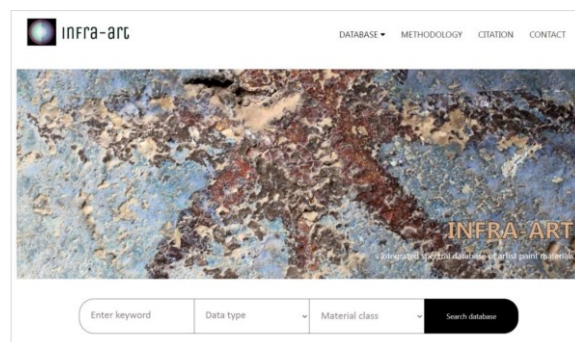 infra-art
DATABASE METHODOLOGY CITATION CONTACT
INFRA-ART
Integrated spectral database of artist paint materials
Enter keyword Data type Material class Search database